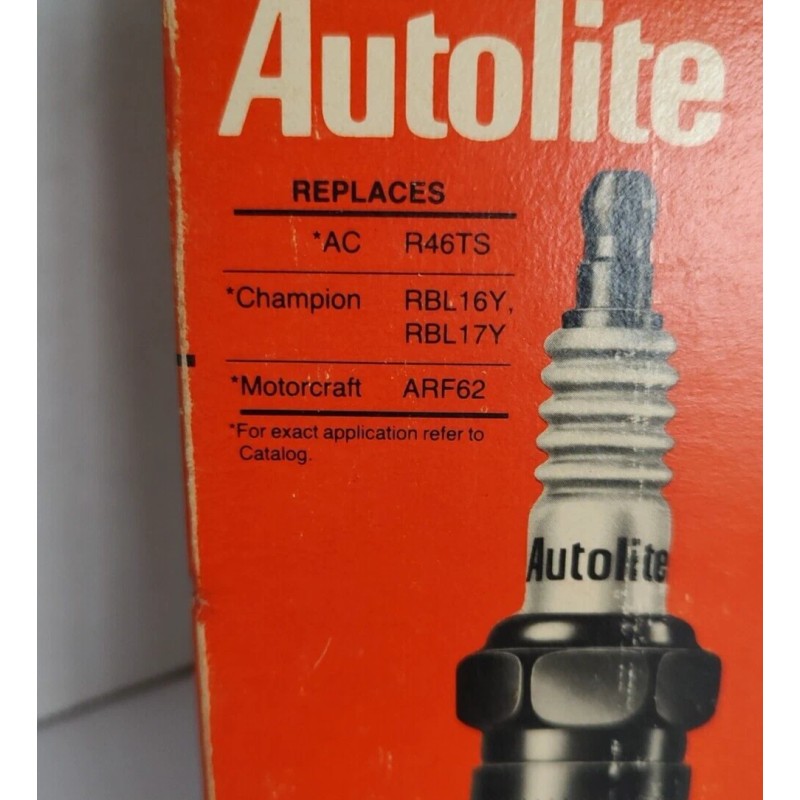 Autolite
REPLACES
*AC R46TS
*Champion RBL16Y,
RBL17Y
*Motorcraft ARF62
*For exact application refer to
Catalog.
Autolite